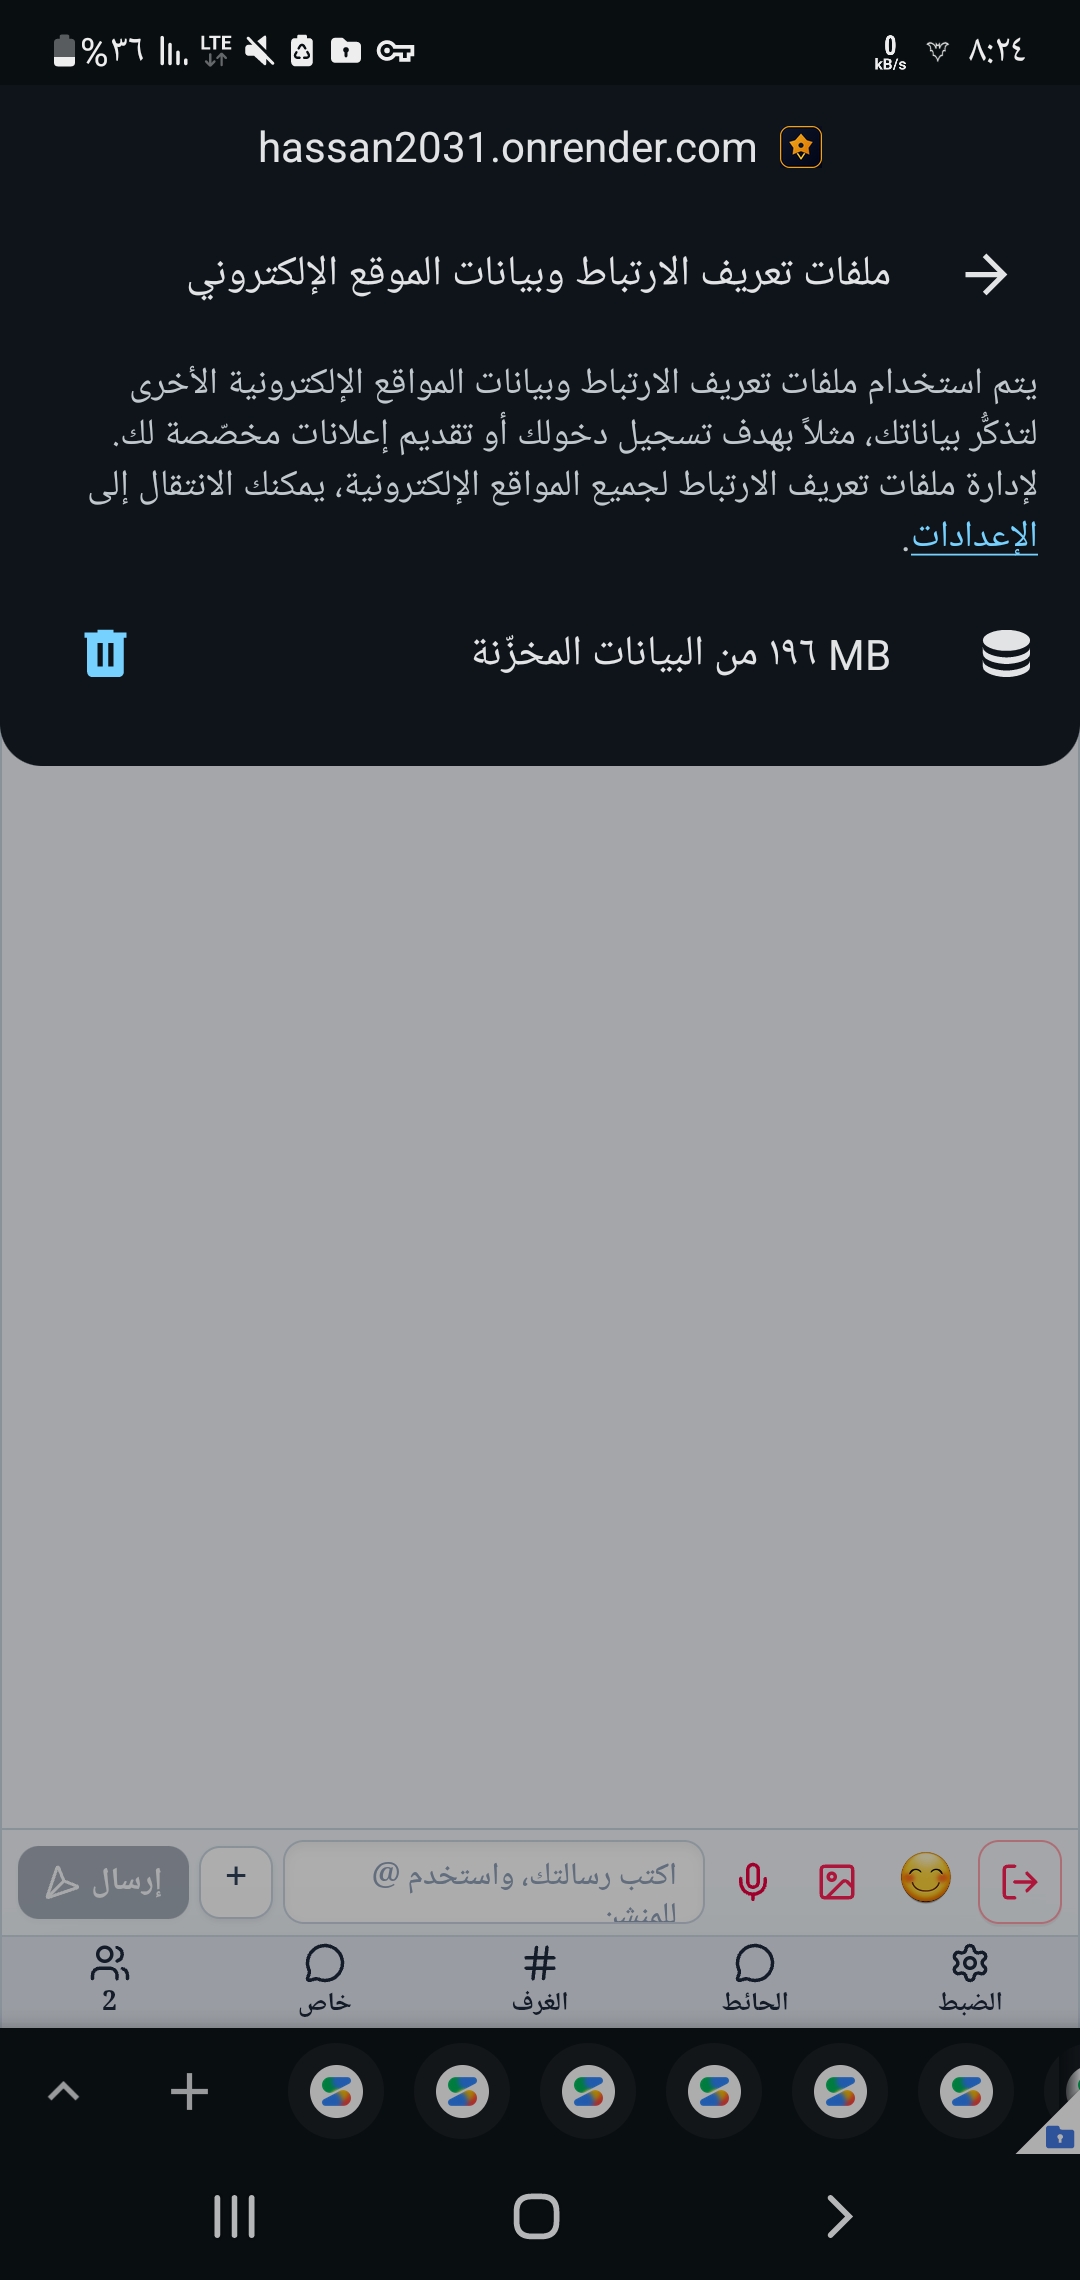 %٣٦ LTE 0 kB/s ٨:٢٤
hassan2031.onrender.com
ملفات تعريف الارتباط وبيانات الموقع الإلكتروني
يتم استخدام ملفات تعريف الارتباط وبيانات المواقع الإلكترونية الأخرى
لتذكُّر بياناتك، مثلاً بهدف تسجيل دخولك أو تقديم إعلانات مخصّصة لك.
لإدارة ملفات تعريف الارتباط لجميع المواقع الإلكترونية، يمكنك الانتقال إلى
الإعدادات.
١٩٦ MB من البيانات المخزّنة
اكتب رسالتك، واستخدم @
للمنشن
إرسال
+
الضبط
الحائط
الغرف
خاص
2